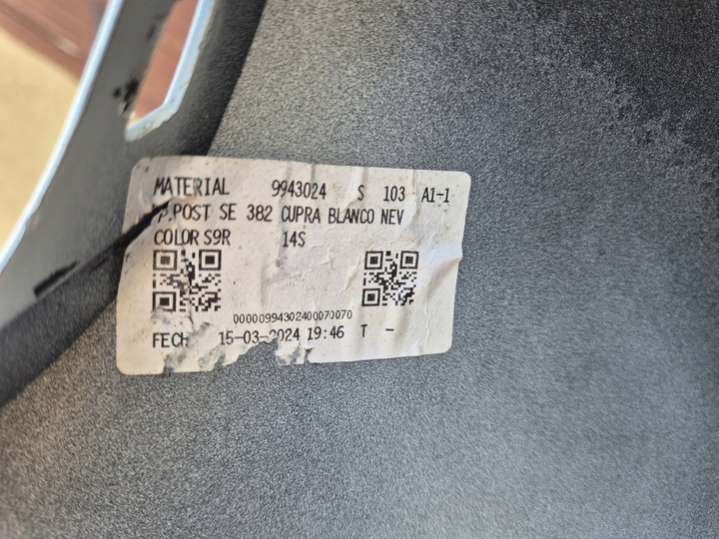 MATERIAL 9943024 S 103 A1-1
P.POST SE 382 CUPRA BLANCO NEV
COLOR S9R 14S
00000994302400070070
FECH 15-03-2024 19:46 T -